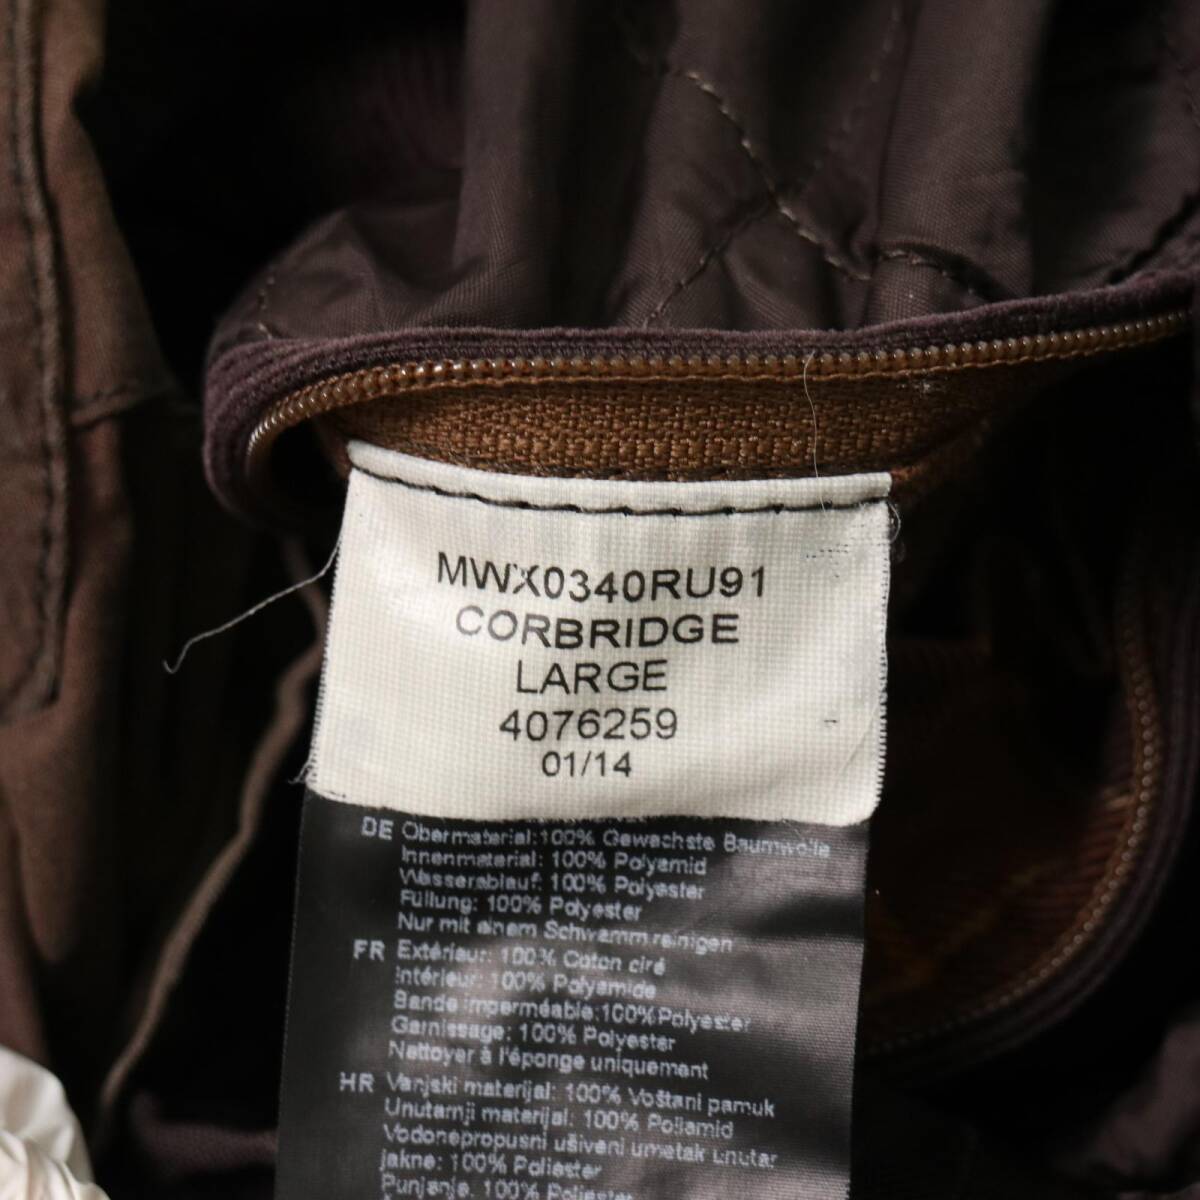 MWX0340RU91
CORBRIDGE
LARGE
4076259
01/14
DE Obermaterial:100% Gewachste Baumwolle
Innenmaterial: 100% Polyamid
Wasserablauf: 100% Polyester
Füllung: 100% Polyester
Nur mit einem Schwamm reinigen
FR Extérieur: 100% Coton ciré
Intérieur: 100% Polyamide
Bande imperméable:100%Polyester
Garnissage: 100% Polyester
Nettoyer à l'éponge uniquement
HR Vanjski materijal: 100% Voštani pamuk
Unutarnji materijal: 100% Poliamid
Vodonepropusni ušiveni umetak unutar
jakne: 100% Poliester
Punjenje: 100% Poliester